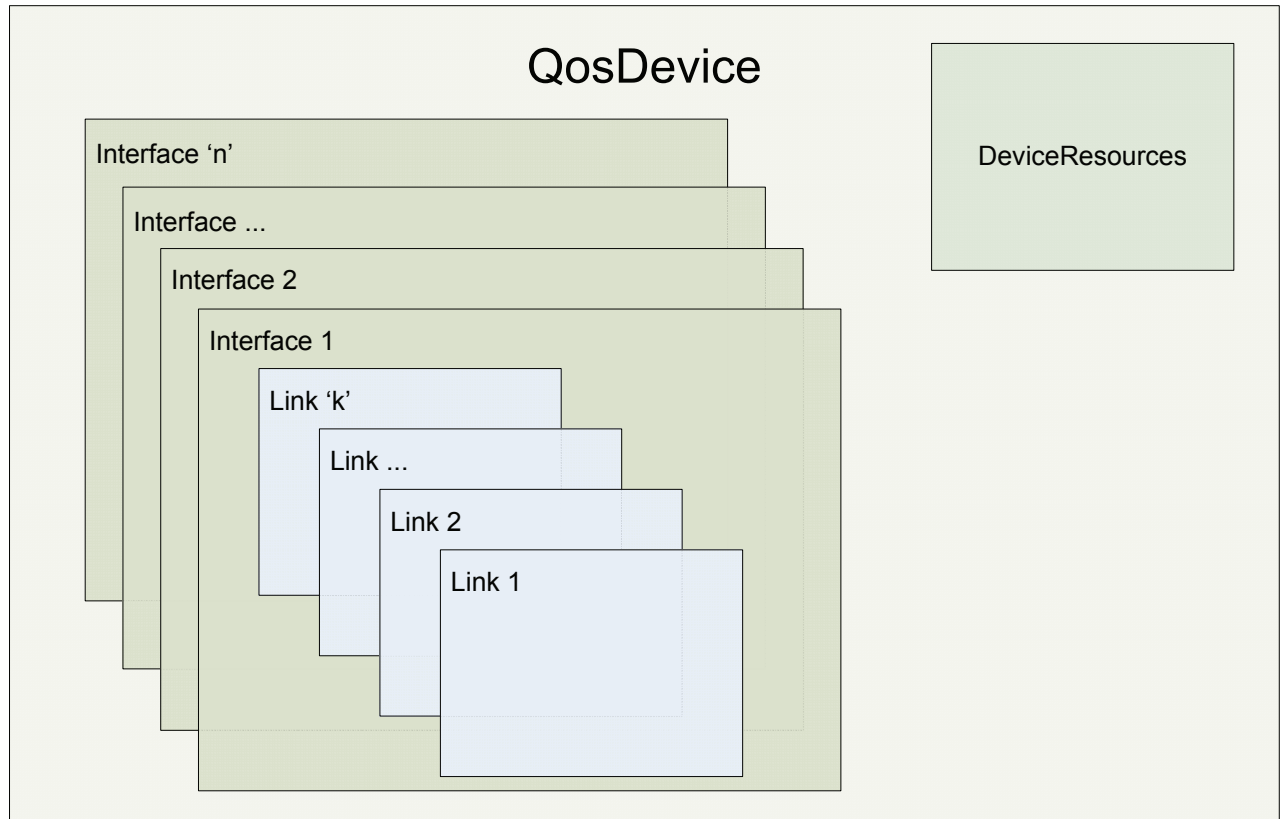 QosDevice
DeviceResources
Interface ‘n’
Interface ...
Interface 2
Interface 1
Link ‘k’
Link ...
Link 2
Link 1